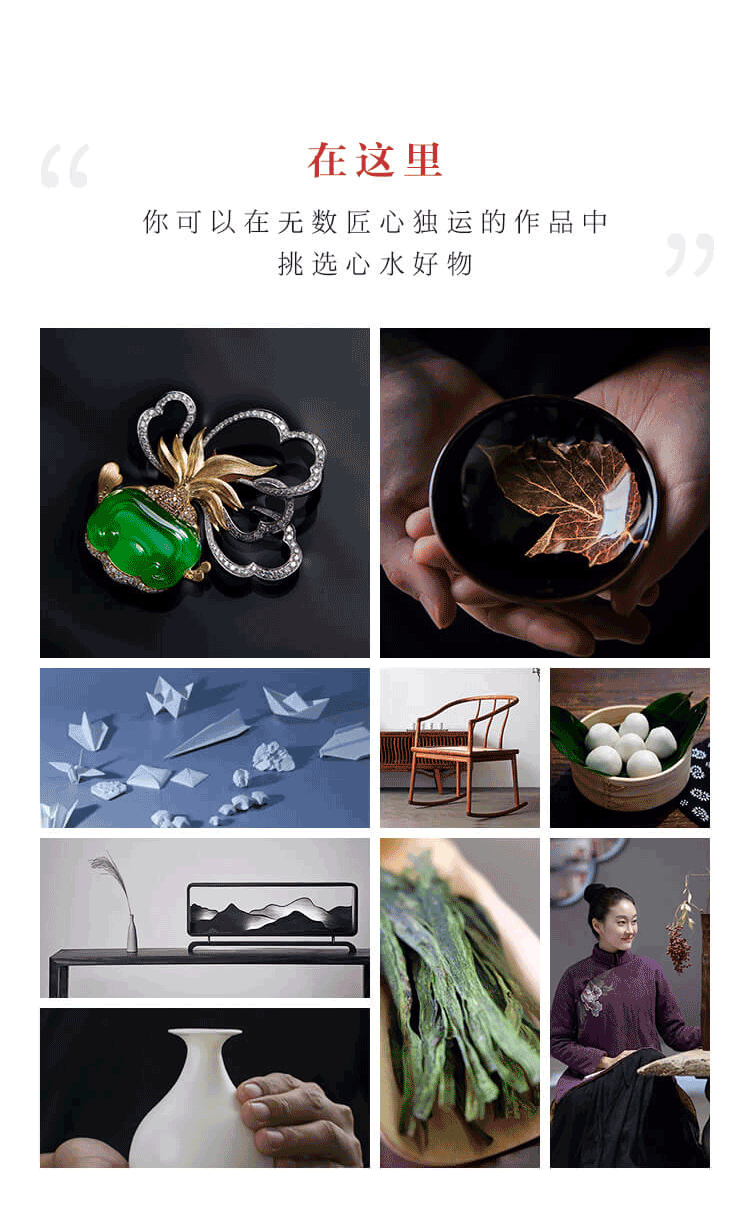 在这里
你可以在无数匠心独运的作品中
挑选心水好物